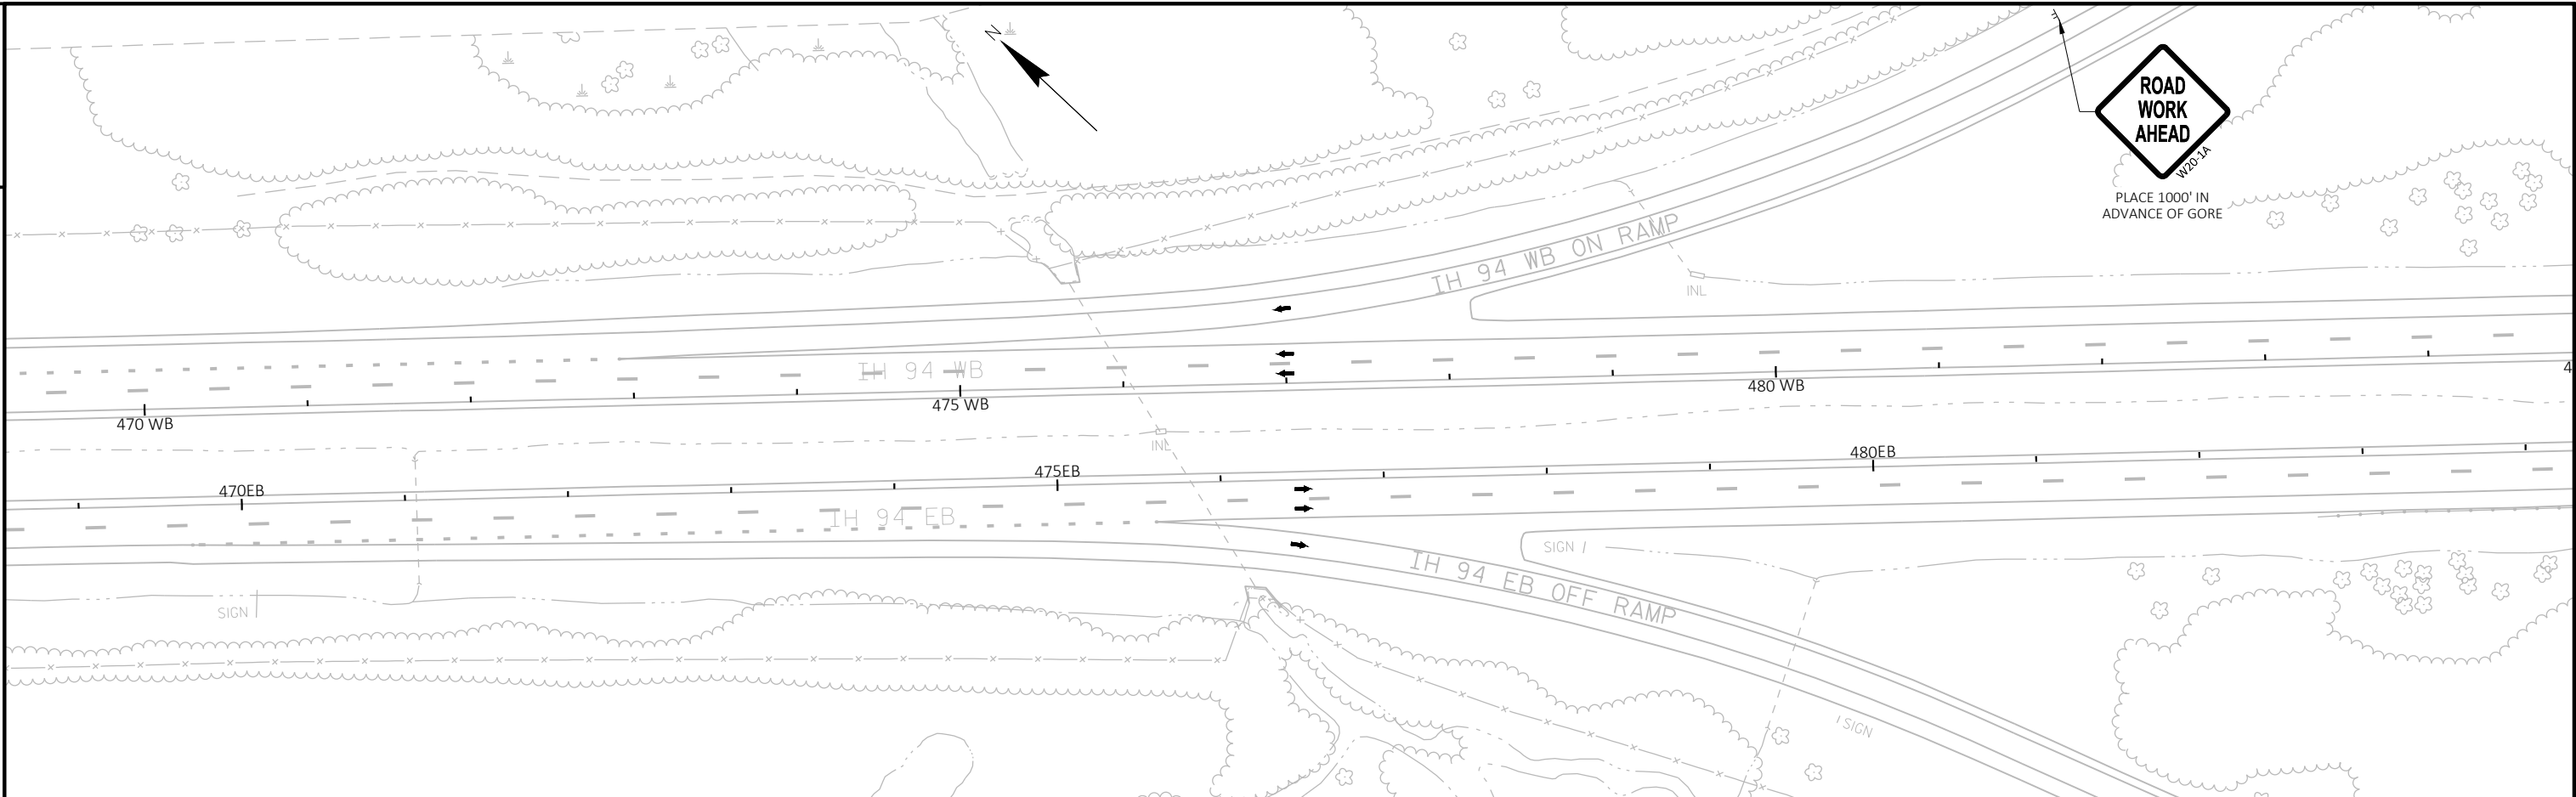 N
ROAD
WORK
AHEAD
W20-1A
PLACE 1000' IN
ADVANCE OF GORE
IH 94 WB ON RAMP
INL
IH 94 WB
470 WB
475 WB
480 WB
4
INL
470EB
475EB
480EB
IH 94 EB
SIGN
IH 94 EB OFF RAMP
SIGN
SIGN